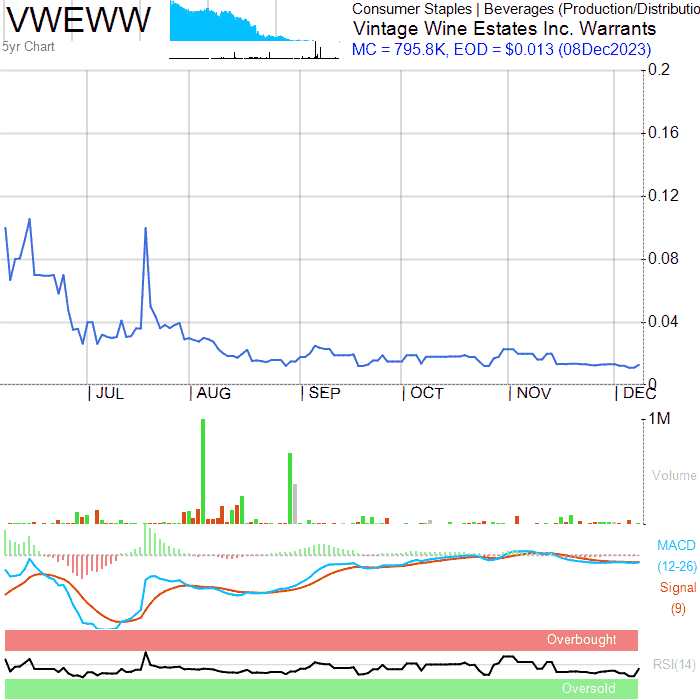 VWEWW
5yr Chart
Consumer Staples | Beverages (Production/Distributio
Vintage Wine Estates Inc. Warrants
MC = 795.8K, EOD = $0.013 (08Dec2023)
0.2
0.16
0.12
0.08
0.04
0
JUL AUG SEP OCT NOV DEC
1M
Volume
MACD
(12-26)
Signal
(9)
Overbought
RSI(14)
Oversold